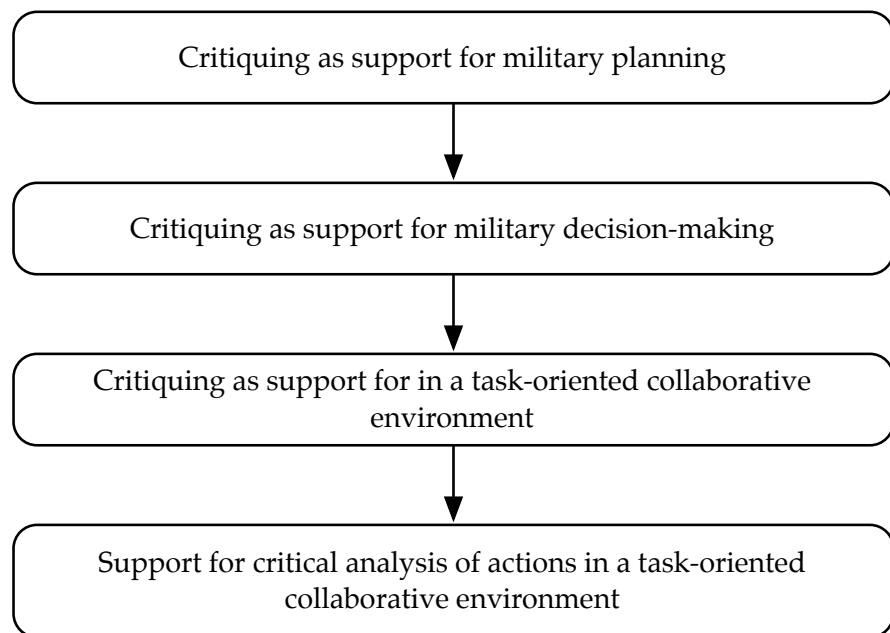 Critiquing as support for military planning
Critiquing as support for military decision-making
Critiquing as support for in a task-oriented collaborative
environment
Support for critical analysis of actions in a task-oriented
collaborative environment